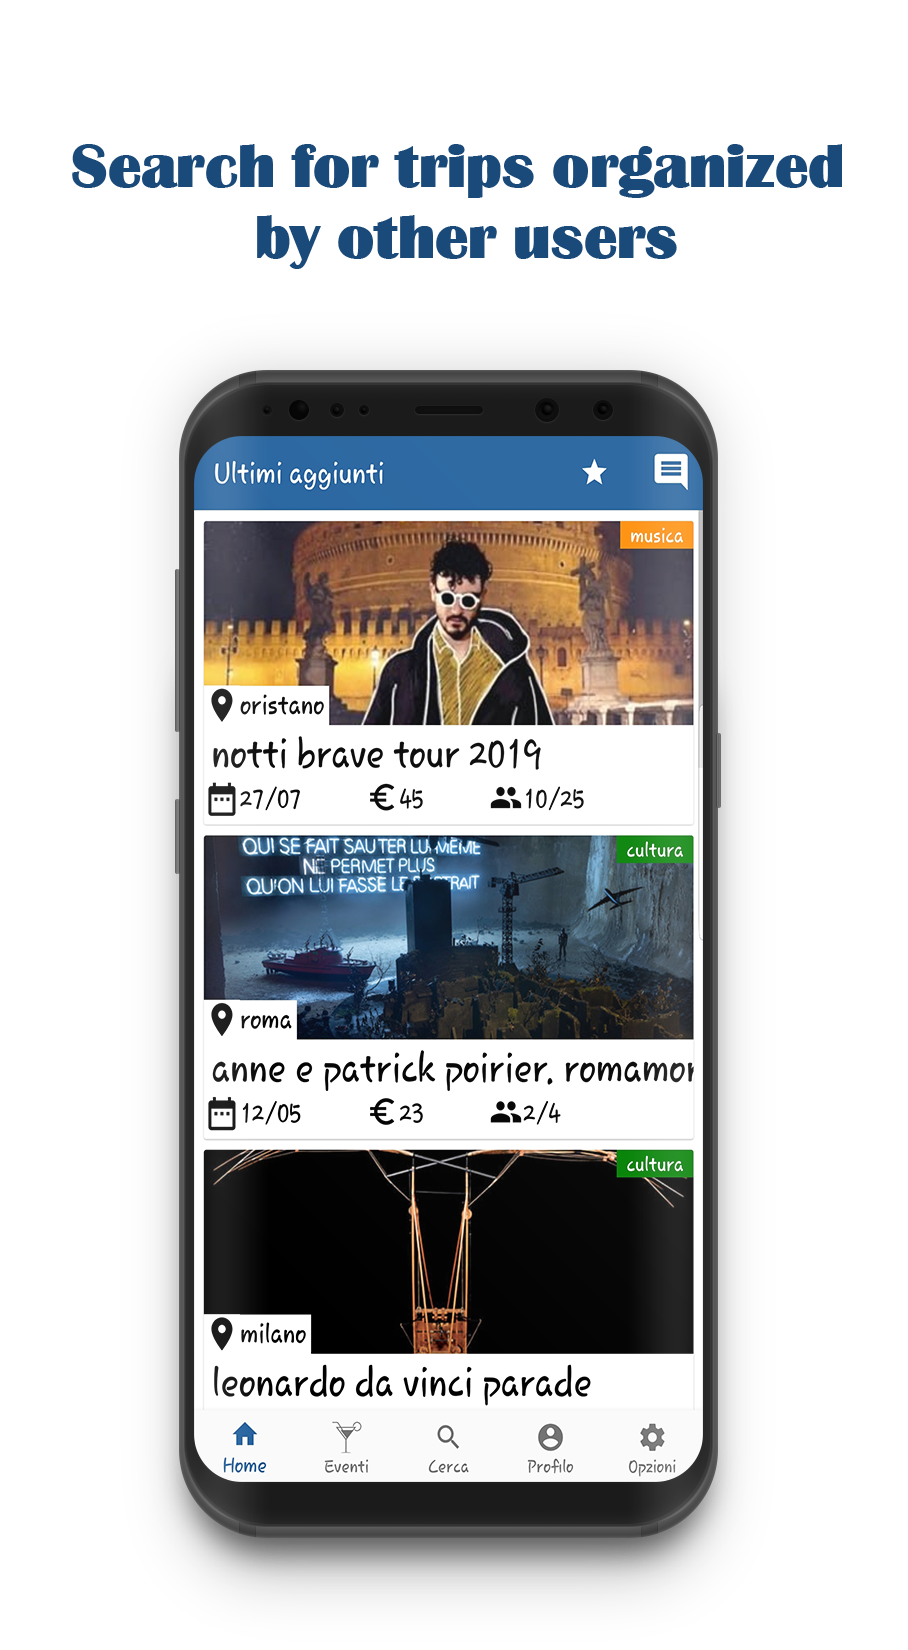 Search for trips organized
by other users
Ultimi aggiunti
musica
oristano
notti brave tour 2019
27/07 € 45 10/25
QUI SE FAIT SAUTER LUI-MÊME
NE PERMET PLUS
QU'ON LUI FASSE LE
cultura
roma
anne e patrick poirier. romamor
12/05 € 23 2/4
cultura
milano
leonardo da vinci parade
Home Eventi Cerca Profilo Opzioni